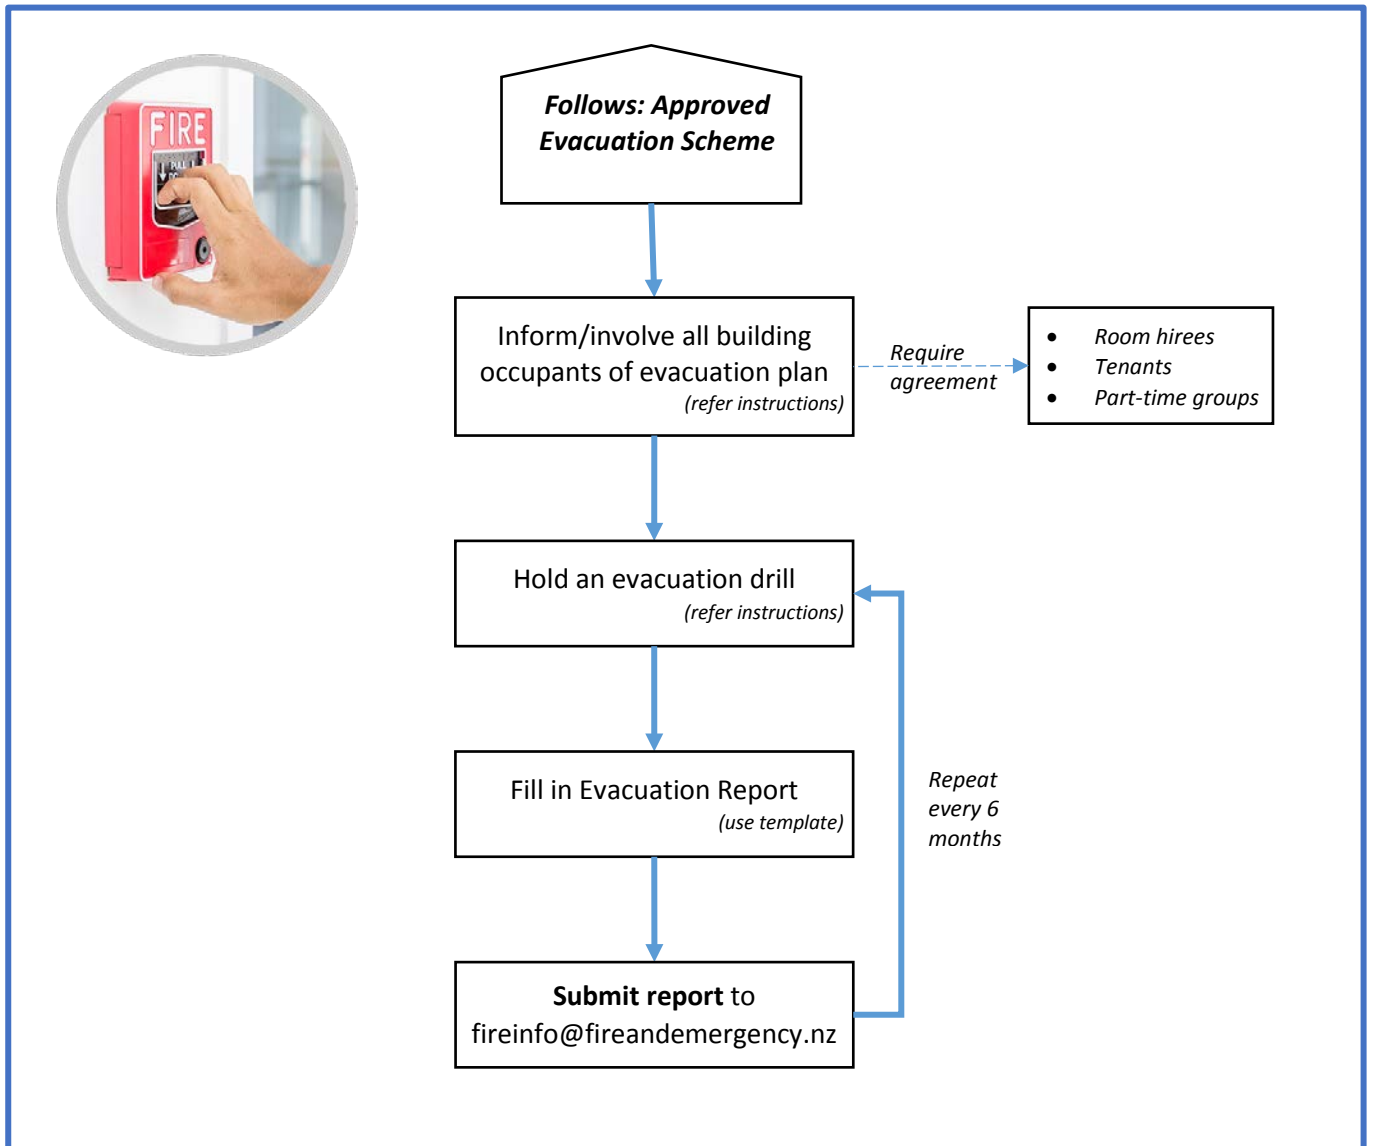 FIRE
PULL
Follows: Approved
Evacuation Scheme
Inform/involve all building
occupants of evacuation plan
(refer instructions)
Require
agreement
• Room hirees
• Tenants
• Part-time groups
Hold an evacuation drill
(refer instructions)
Fill in Evacuation Report
(use template)
Repeat
every 6
months
Submit report to
fireinfo@fireandemergency.nz